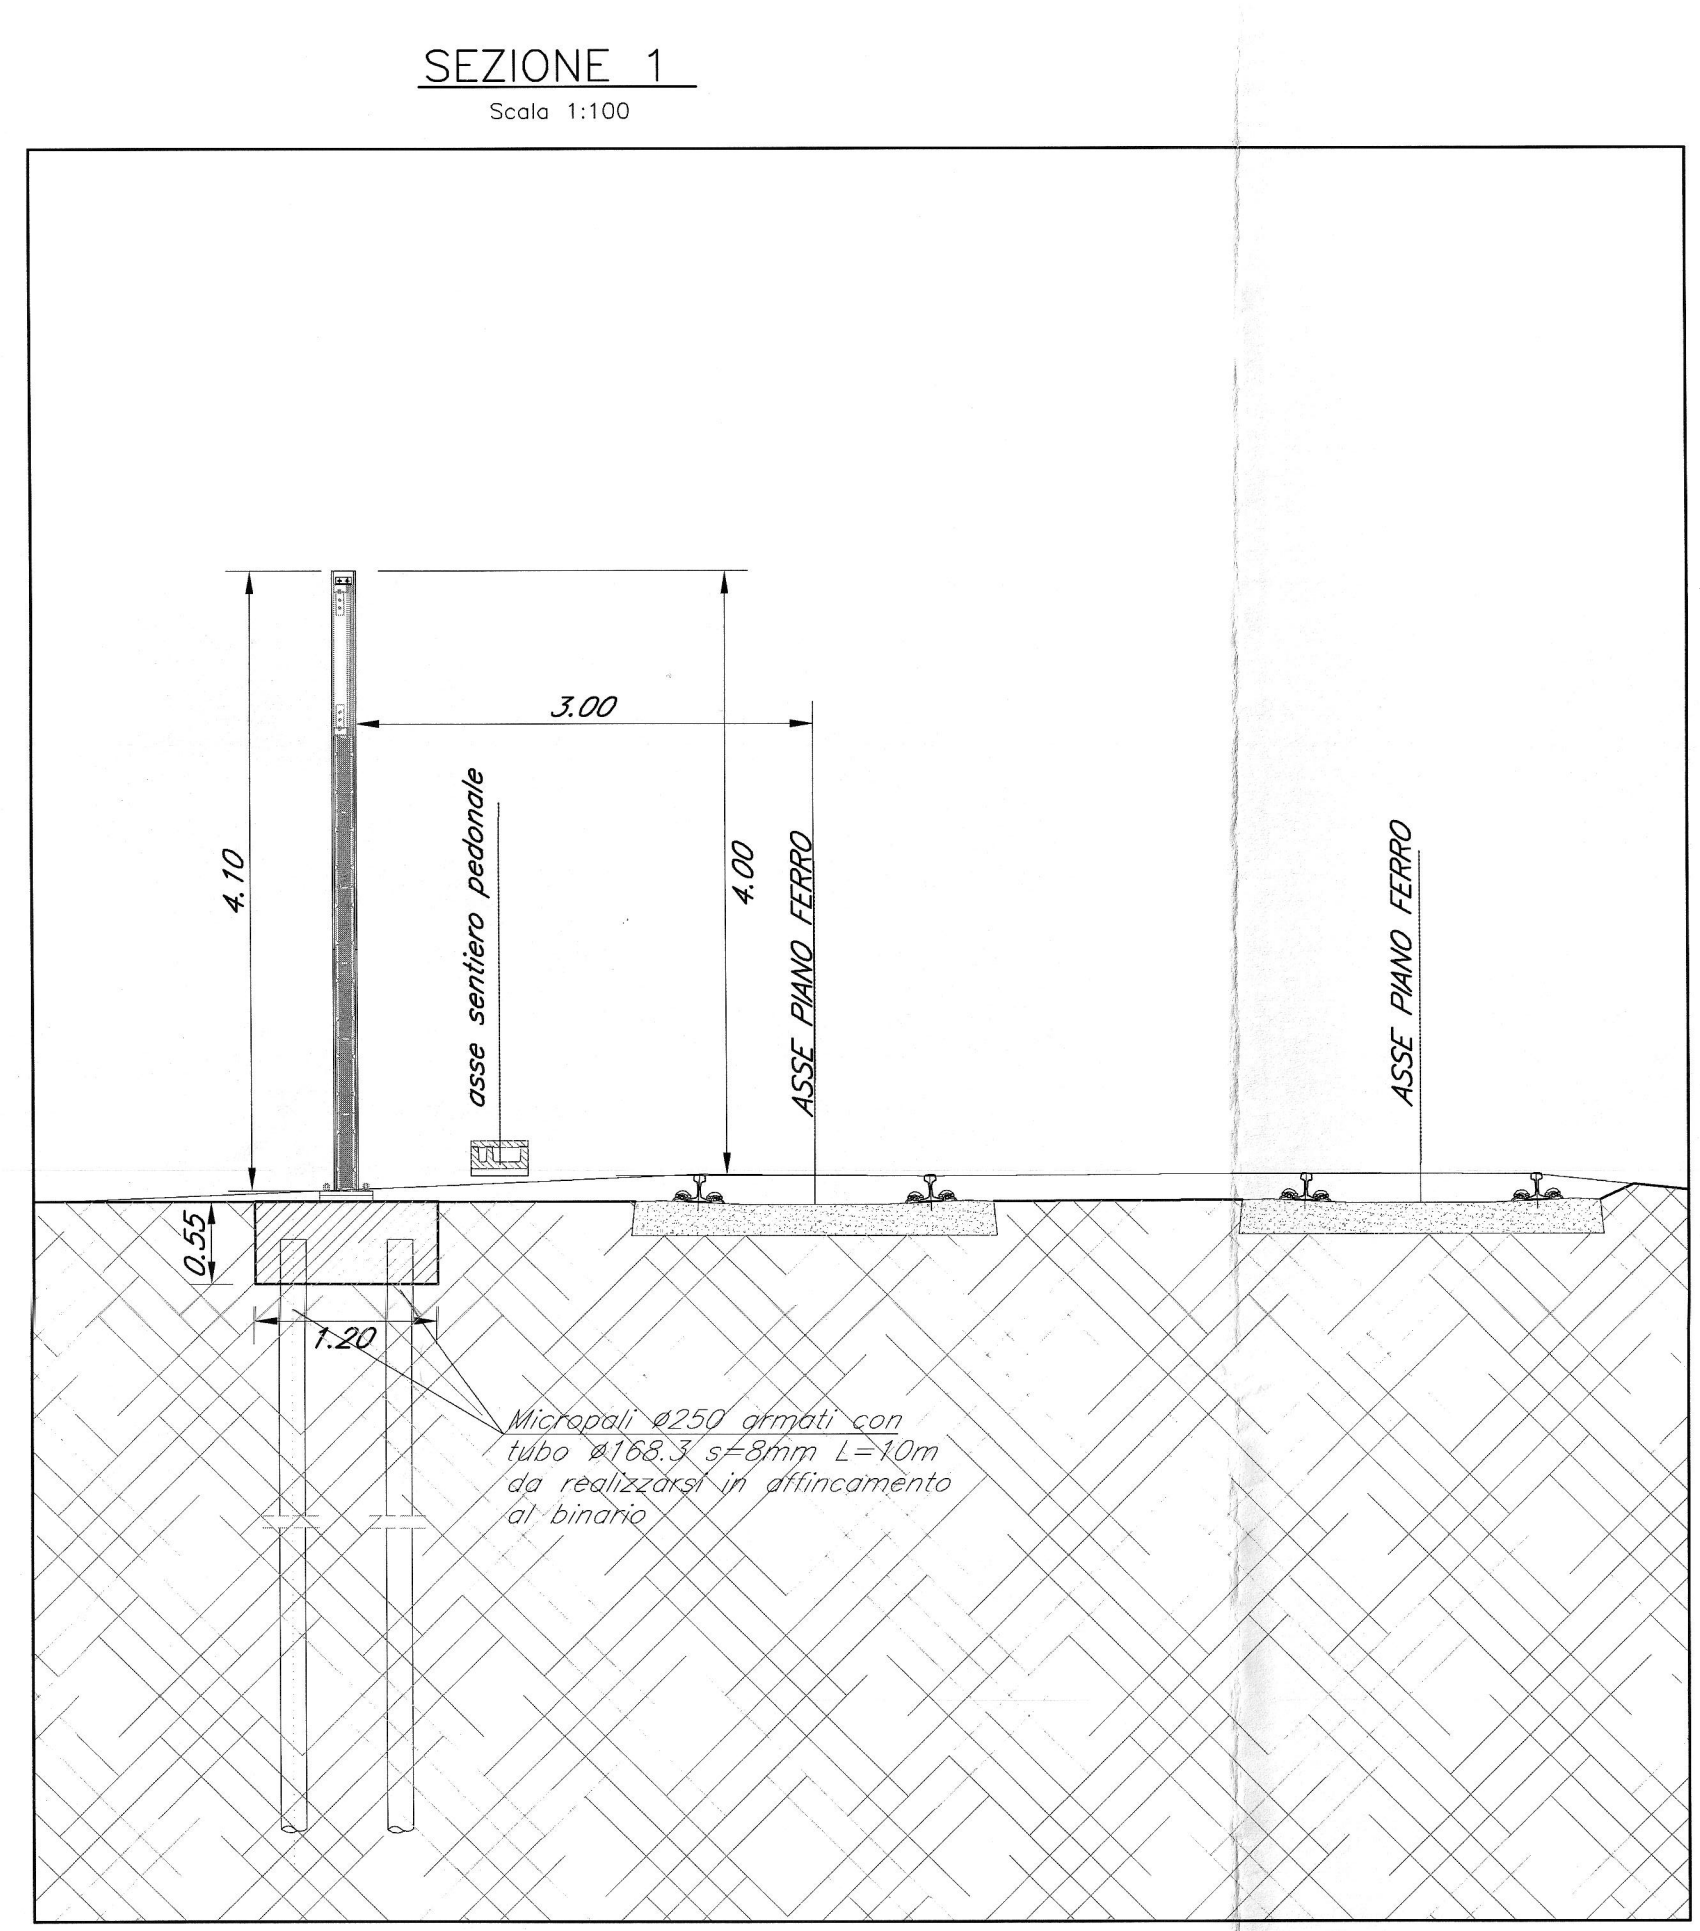 SEZIONE 1
Scala 1:100
3.00
4.10
asse sentiero pedonale
4.00
ASSE PIANO FERRO
ASSE PIANO FERRO
0.55
1.20
Micropali ø250 armati con
tubo ø168.3 s=8mm L=10m
da realizzarsi in affincamento
al binario